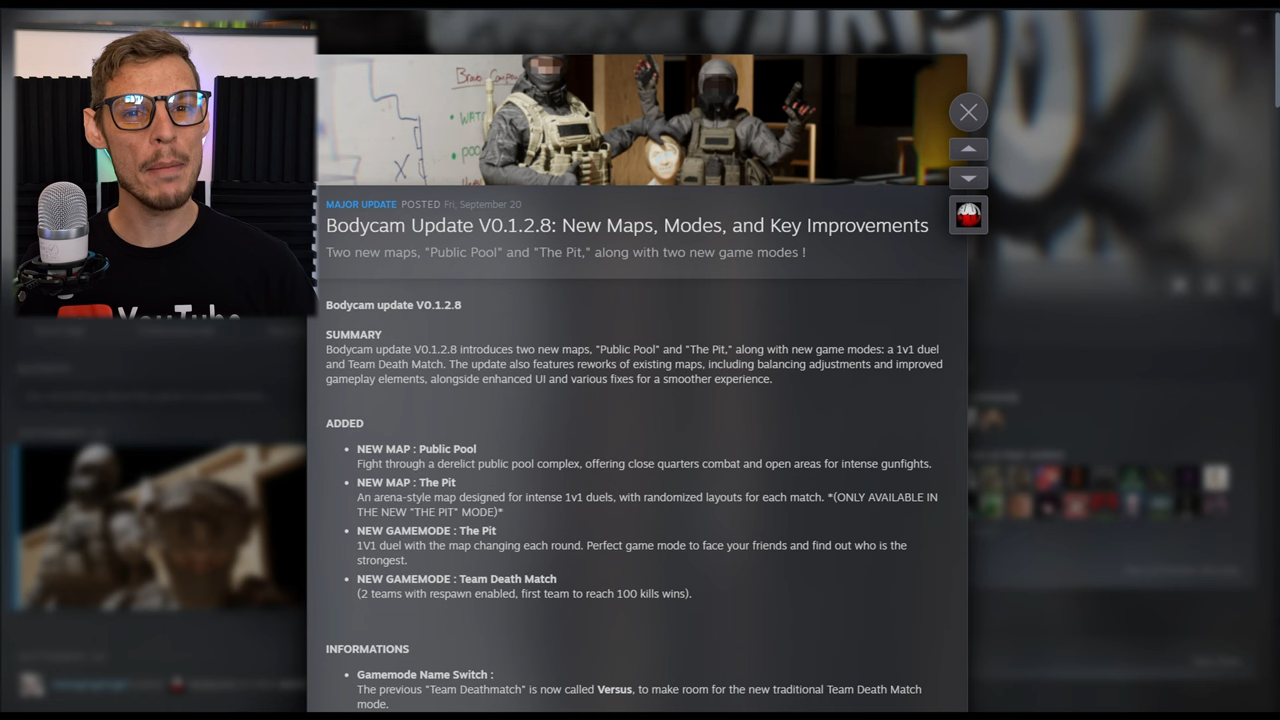 Bravo Compa
WATC
POO
X
MAJOR UPDATE POSTED Fri, September 20
Bodycam Update V0.1.2.8: New Maps, Modes, and Key Improvements
Two new maps, "Public Pool" and "The Pit," along with two new game modes !
YouTube
Bodycam update V0.1.2.8
SUMMARY
Bodycam update V0.1.2.8 introduces two new maps, "Public Pool" and "The Pit," along with new game modes: a 1v1 duel
and Team Death Match. The update also features reworks of existing maps, including balancing adjustments and improved
gameplay elements, alongside enhanced UI and various fixes for a smoother experience.
ADDED
• NEW MAP : Public Pool
Fight through a derelict public pool complex, offering close quarters combat and open areas for intense gunfights.
• NEW MAP : The Pit
An arena-style map designed for intense 1v1 duels, with randomized layouts for each match. *(ONLY AVAILABLE IN
THE NEW "THE PIT" MODE)*
• NEW GAMEMODE : The Pit
1V1 duel with the map changing each round. Perfect game mode to face your friends and find out who is the
strongest.
• NEW GAMEMODE : Team Death Match
(2 teams with respawn enabled, first team to reach 100 kills wins).
INFORMATIONS
• Gamemode Name Switch :
The previous "Team Deathmatch" is now called Versus, to make room for the new traditional Team Death Match
mode.